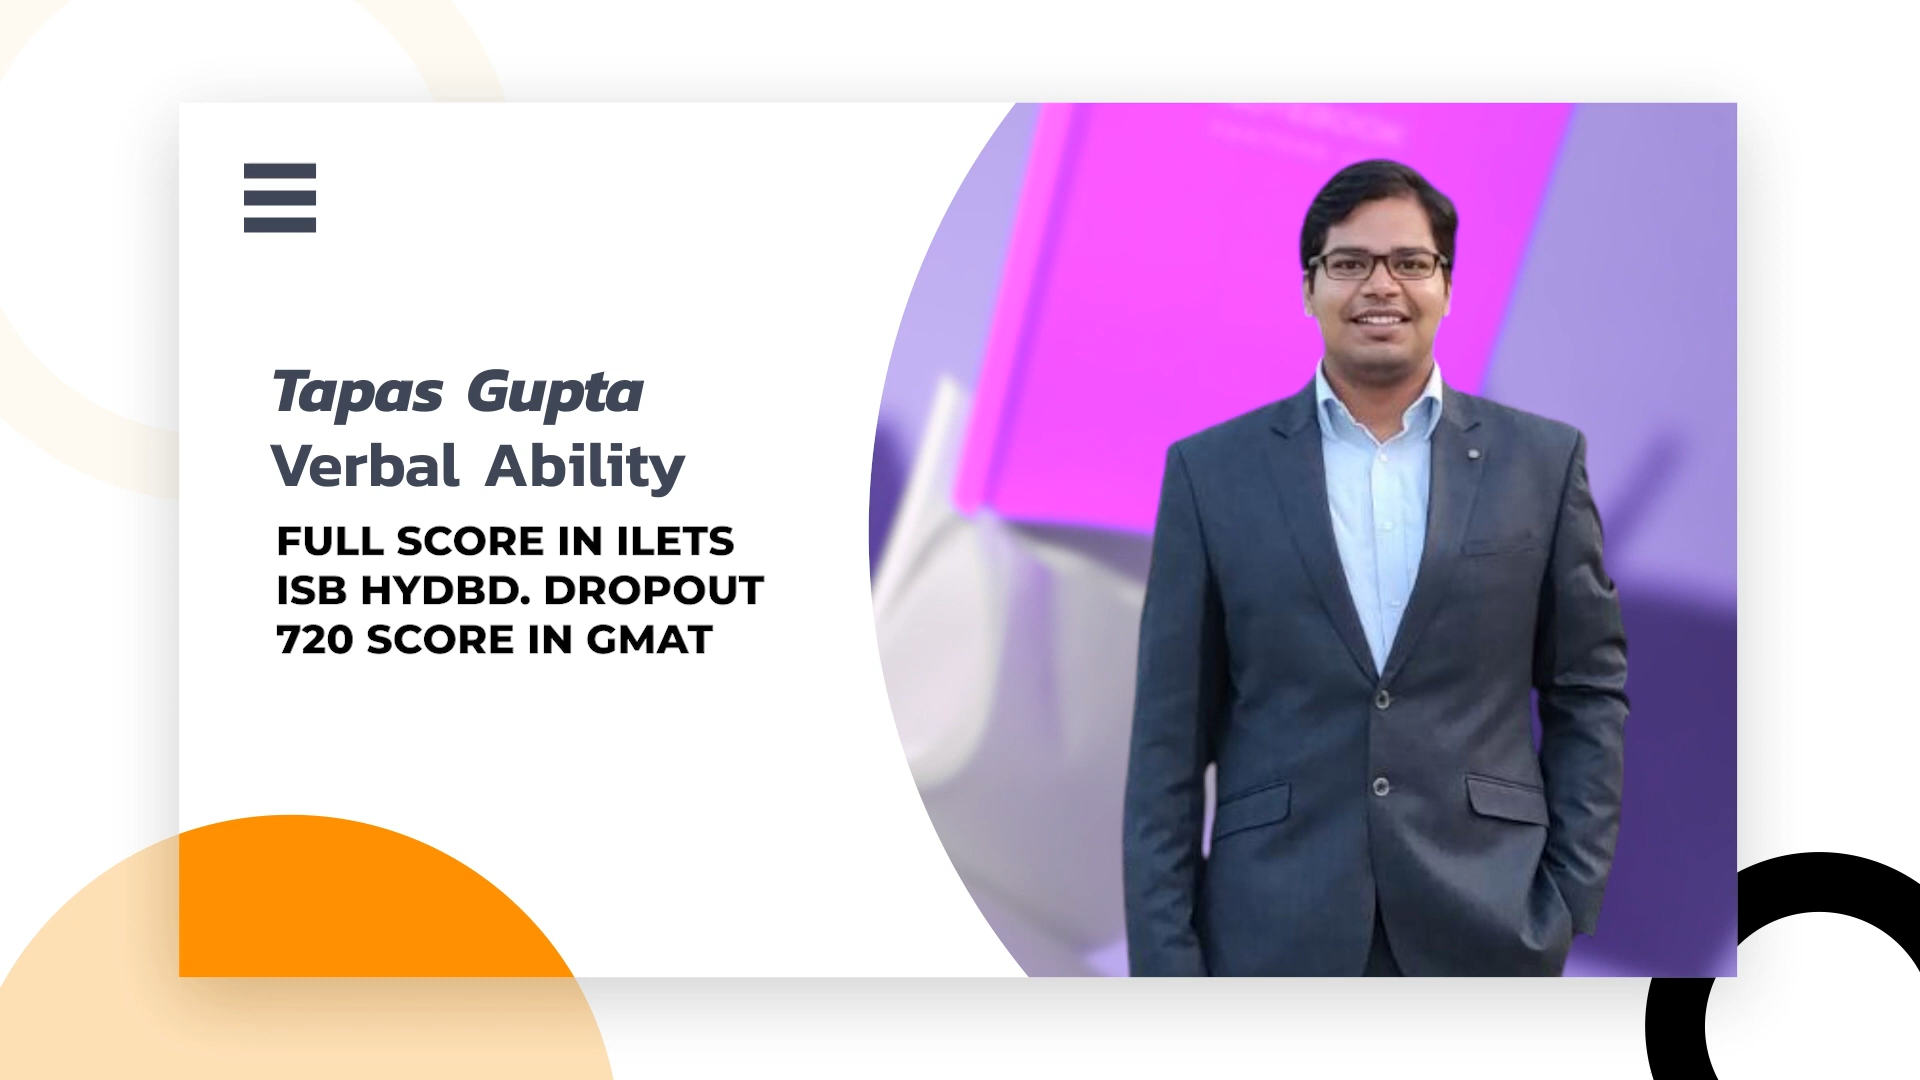 Tapas Gupta
Verbal Ability
FULL SCORE IN ILETS
ISB HYDBD. DROPOUT
720 SCORE IN GMAT